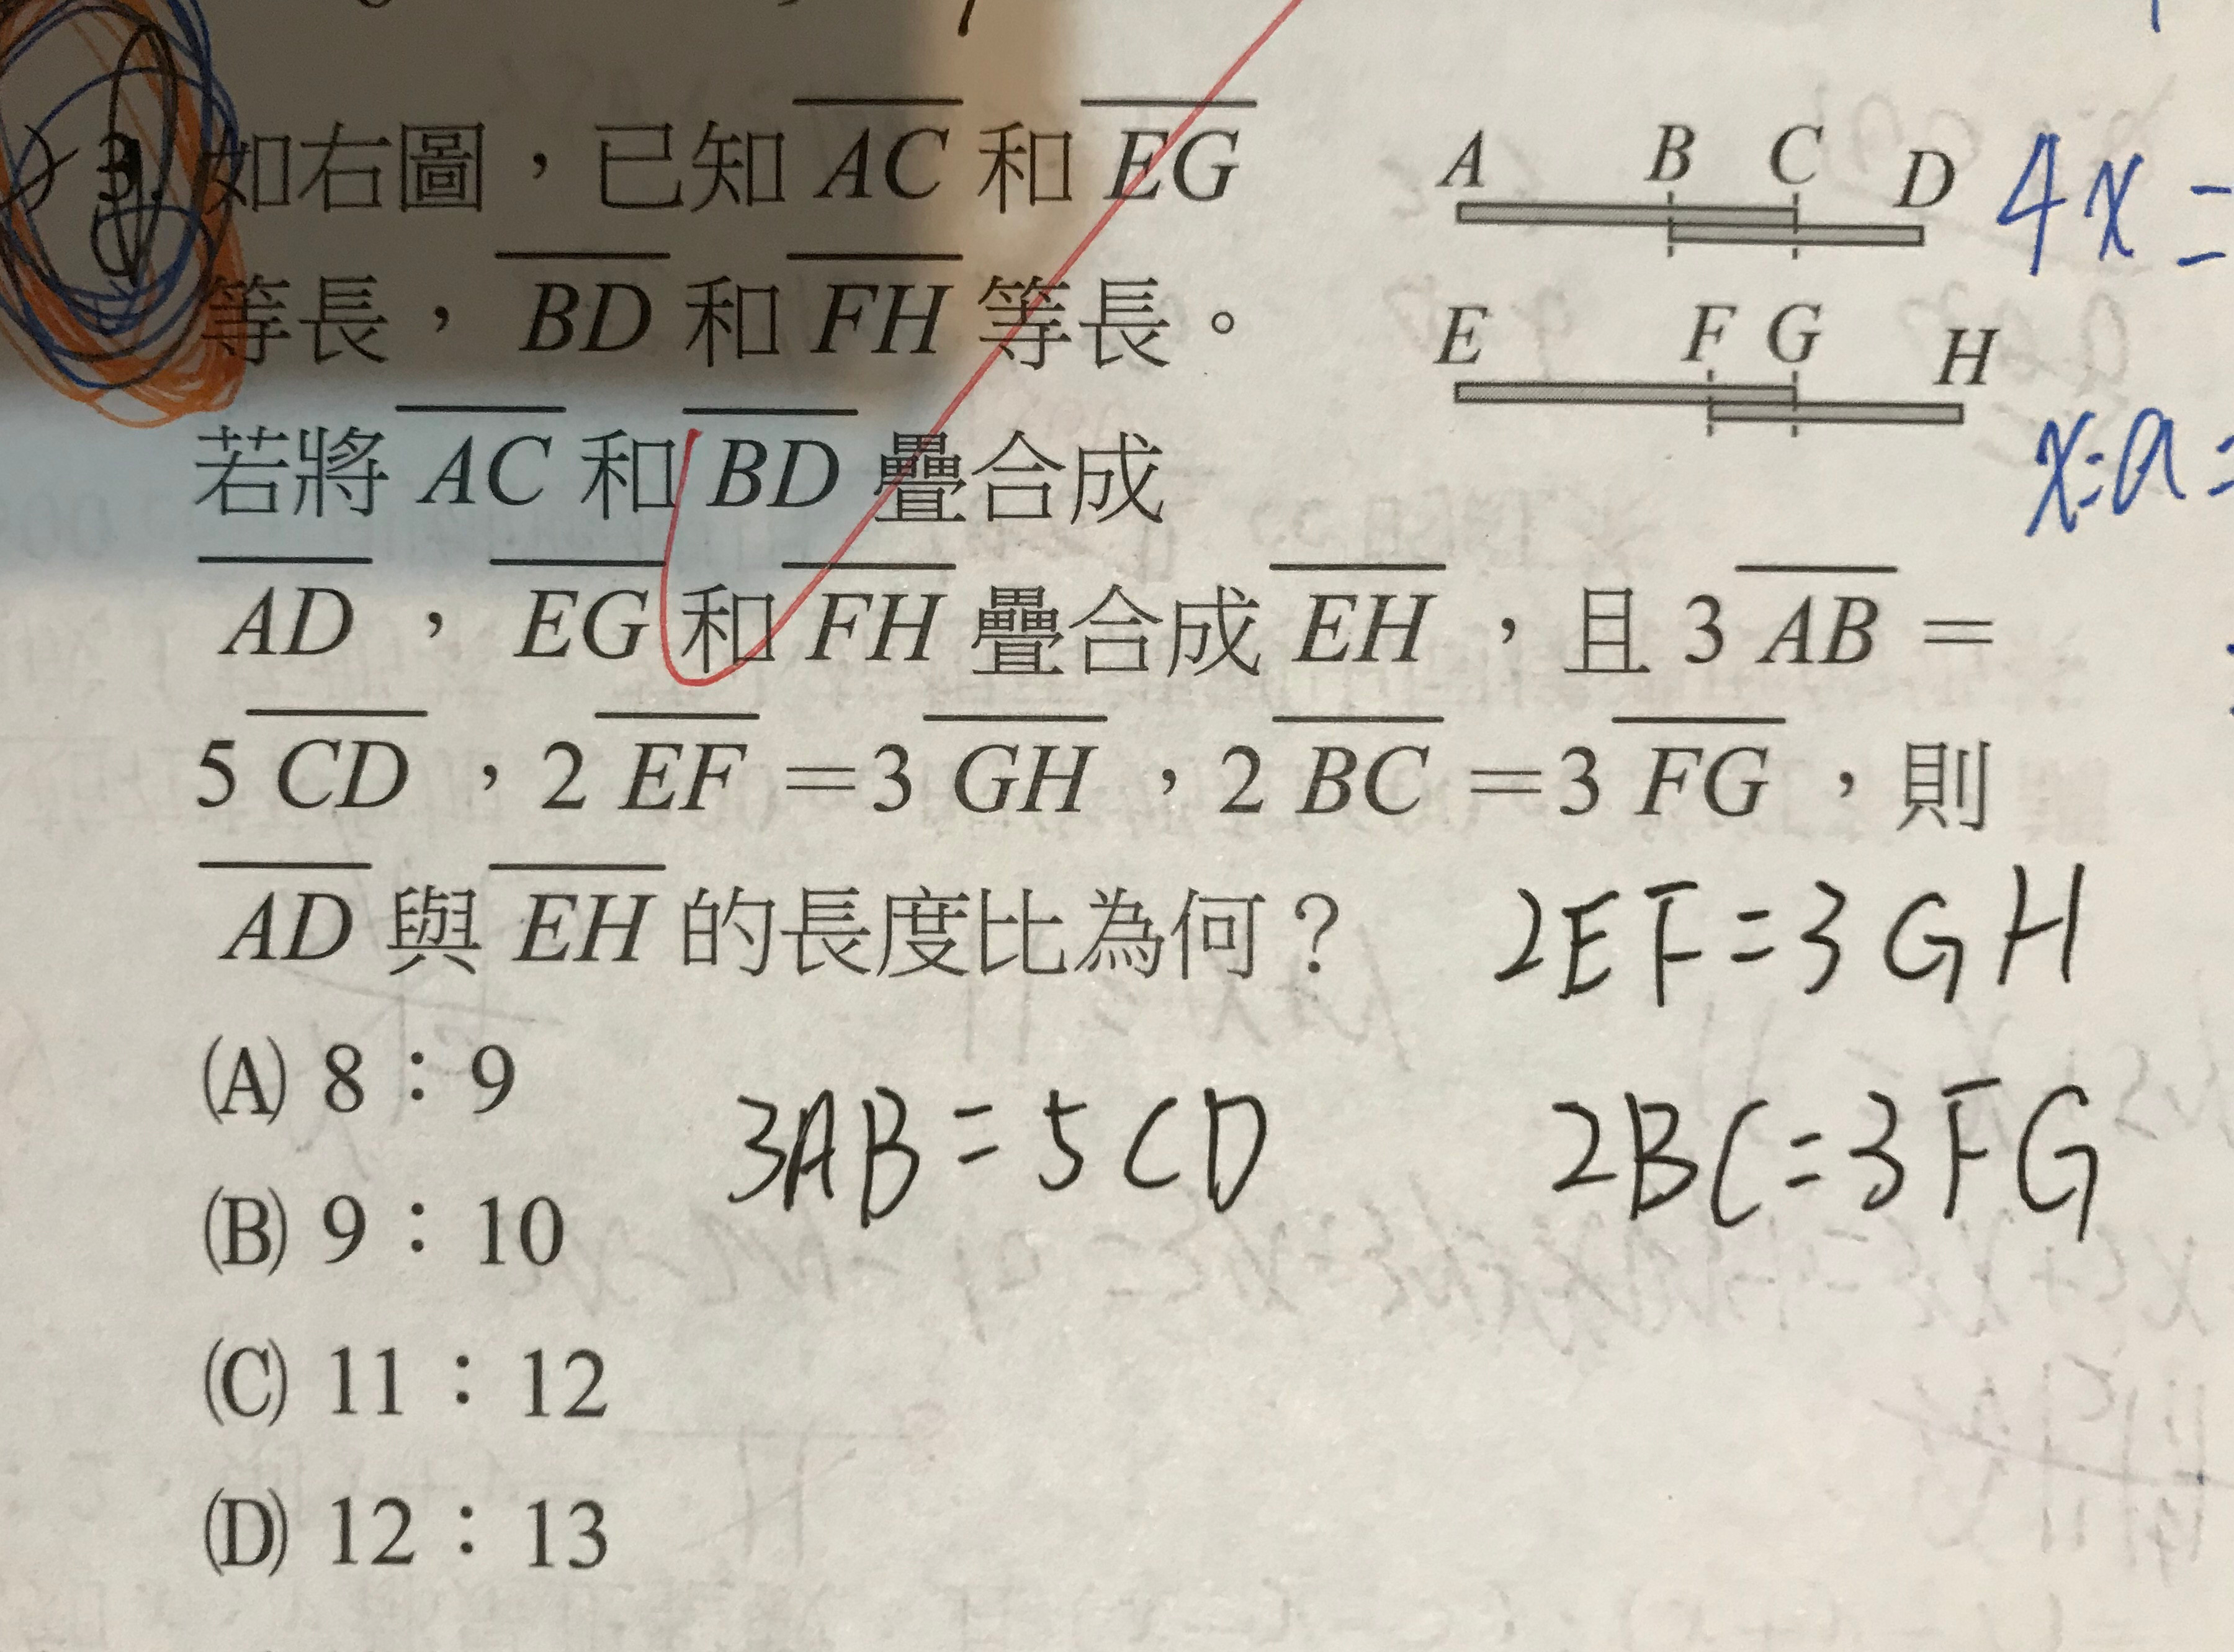 3. 如右圖，已知 AC 和 EG
等長，BD 和 FH 等長。
若將 AC 和 BD 疊合成
AD，EG 和 FH 疊合成 EH，且 3 AB =
5 CD，2 EF = 3 GH，2 BC = 3 FG，則
AD 與 EH 的長度比為何？
(A) 8：9
(B) 9：10
(C) 11：12
(D) 12：13
A B C D
E F G H
4x =
x:a =
2EF=3GH
3AB=5CD
2BC=3FG